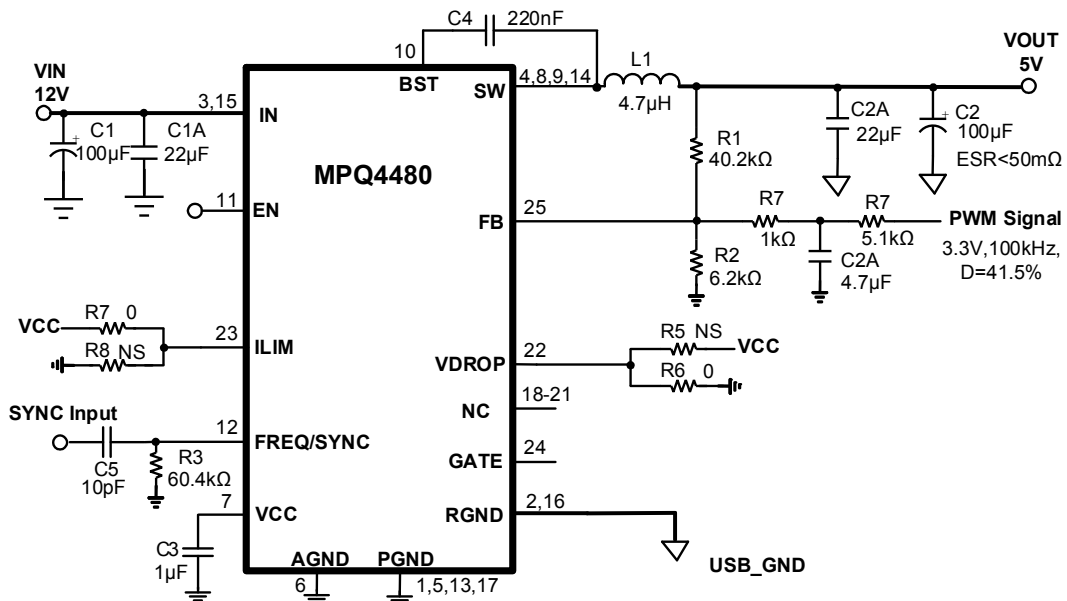 C4 220nF
10
BST
VIN
12V
3,15
IN
C1
100µF
C1A
22µF
MPQ4480
SW
4,8,9,14
L1
4.7µH
VOUT
5V
C2A
22µF
C2
100µF
ESR<50mΩ
R1
40.2kΩ
11
EN
FB
25
R7
1kΩ
R7
5.1kΩ
PWM Signal
3.3V,100kHz,
D=41.5%
R2
6.2kΩ
C2A
4.7µF
VCC
R7 0
R8 NS
23
ILIM
VDROP
22
R5 NS
VCC
R6 0
NC
18-21
SYNC Input
12
FREQ/SYNC
C5
10pF
R3
60.4kΩ
GATE
24
7
VCC
C3
1µF
RGND
2,16
USB_GND
AGND
6
PGND
1,5,13,17